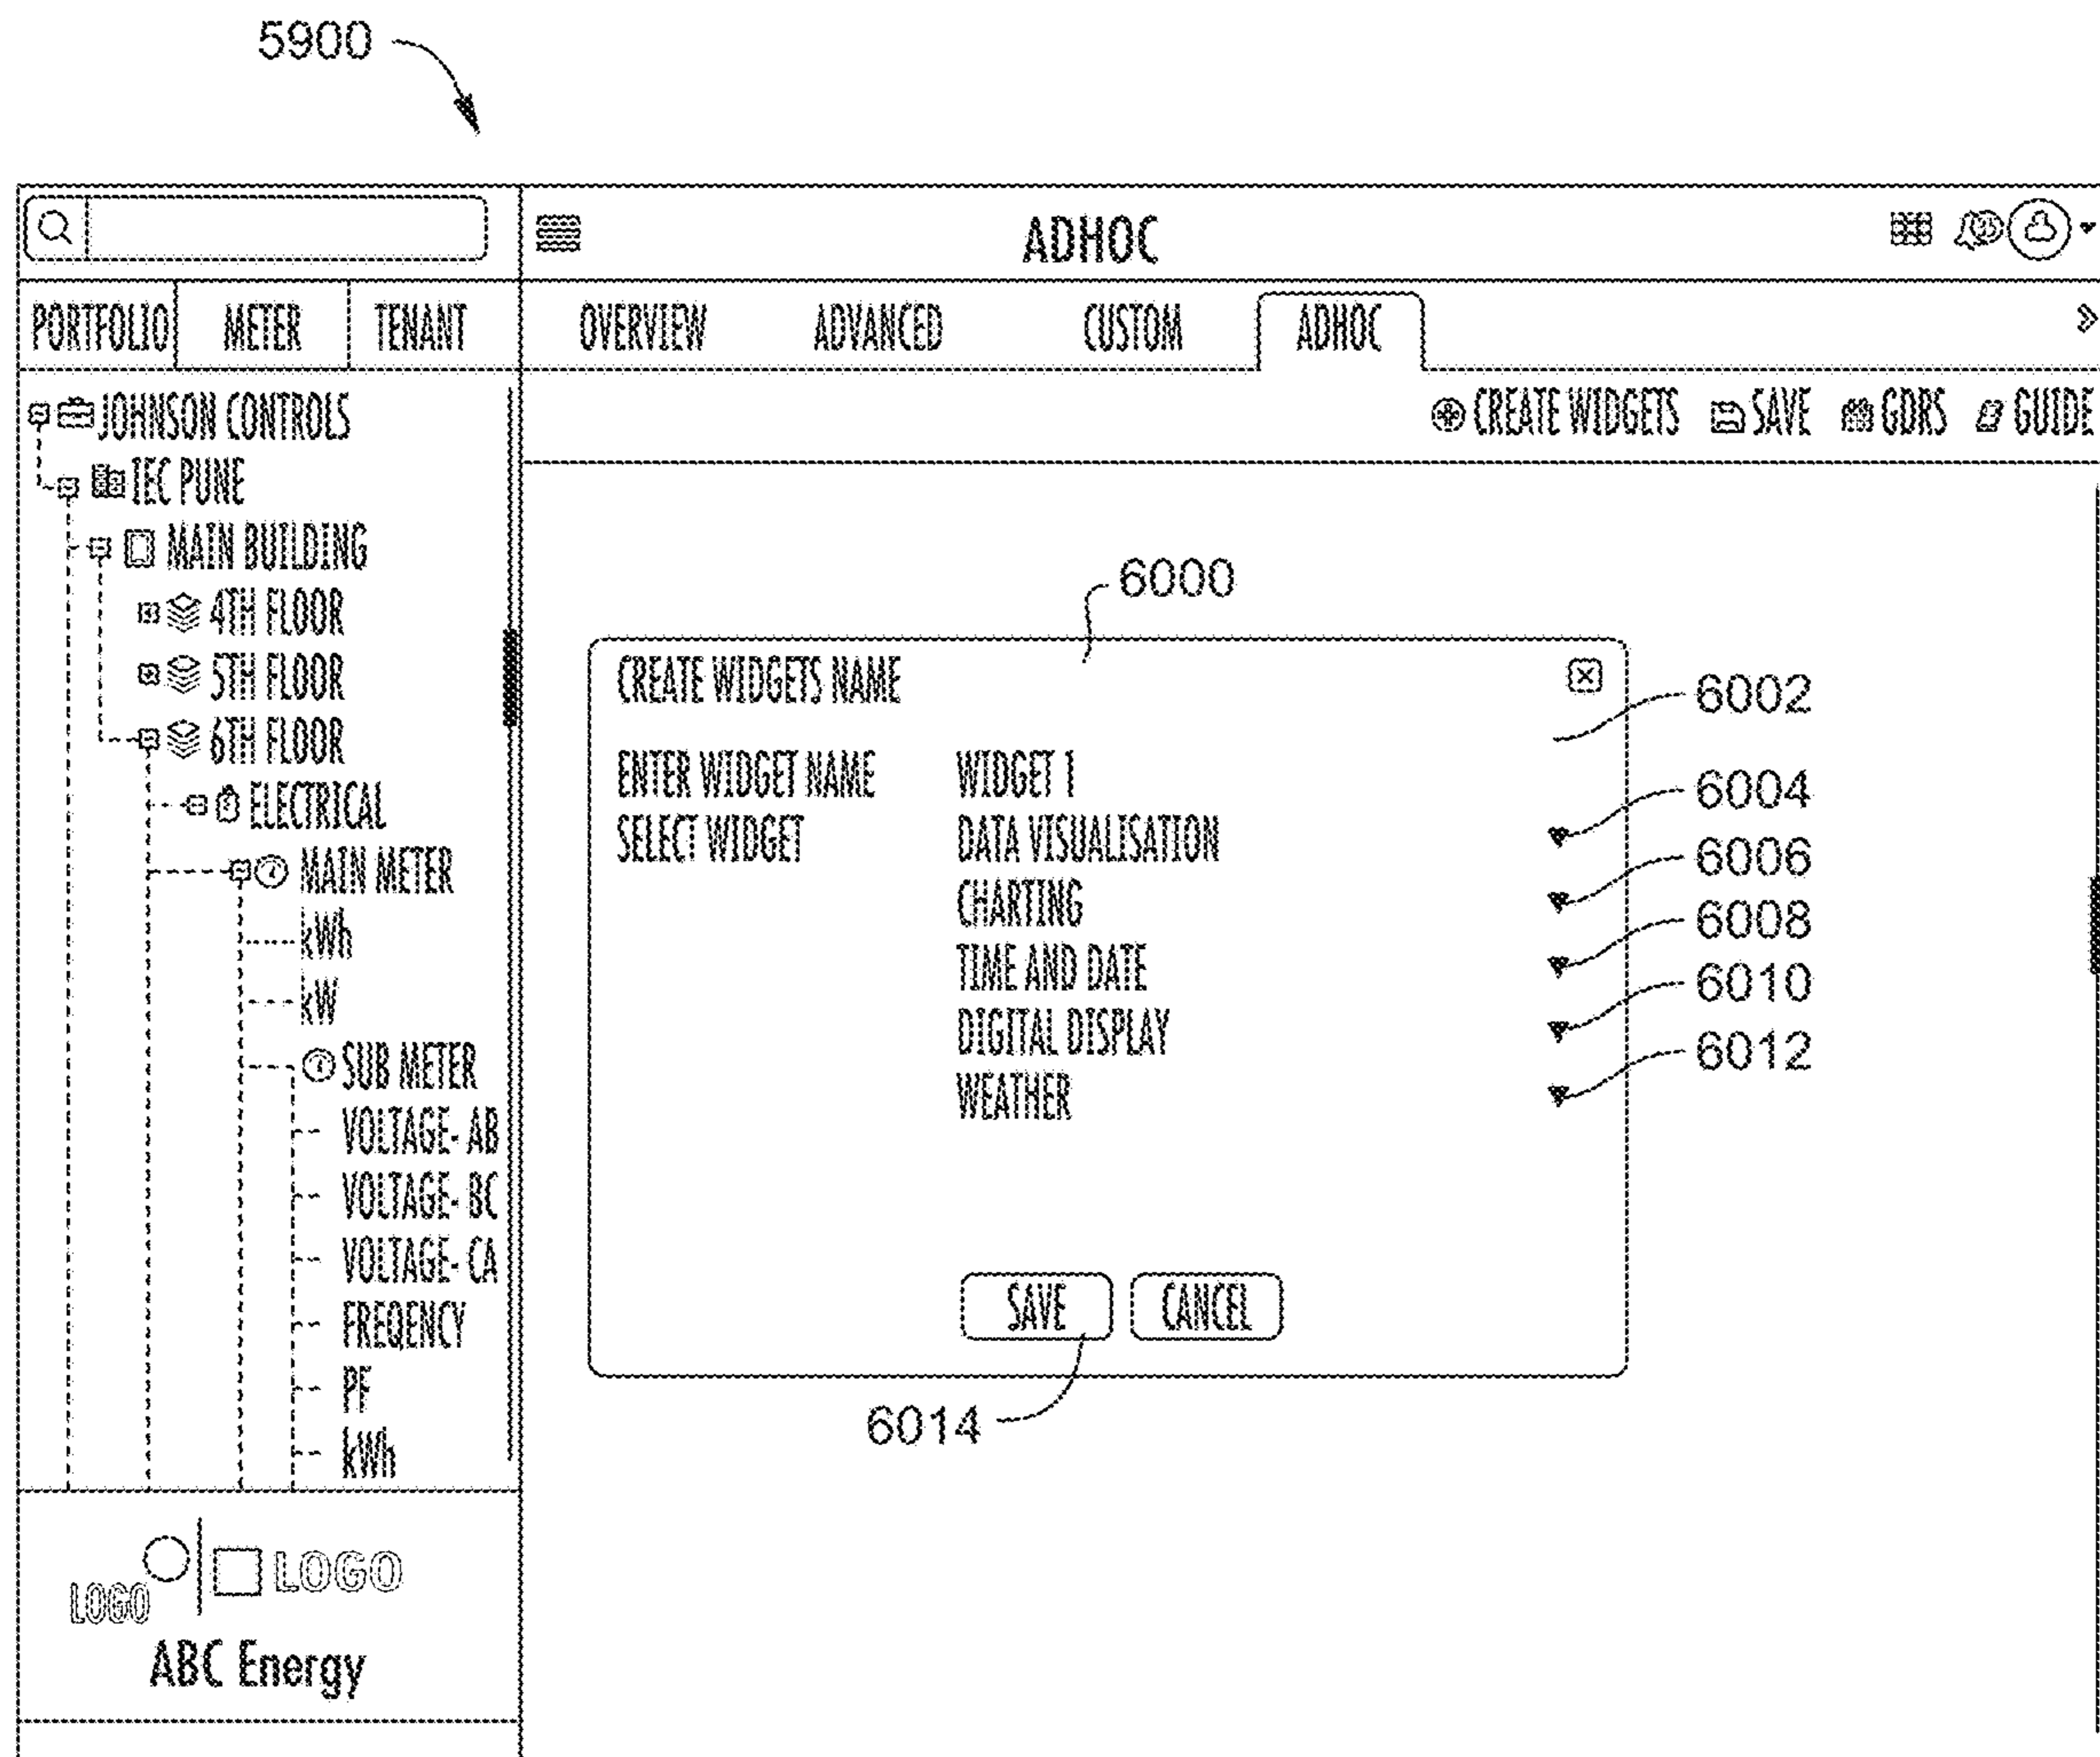 5900
ADHOC
PORTFOLIO METER TENANT
OVERVIEW ADVANCED CUSTOM ADHOC
CREATE WIDGETS SAVE GDRS GUIDE
JOHNSON CONTROLS
IEC PUNE
MAIN BUILDING
4TH FLOOR
5TH FLOOR
6TH FLOOR
ELECTRICAL
MAIN METER
kWh
kW
SUB METER
VOLTAGE- AB
VOLTAGE- BC
VOLTAGE- CA
FREQENCY
PF
kWh
6000
CREATE WIDGETS NAME
6002
ENTER WIDGET NAME WIDGET 1
SELECT WIDGET DATA VISUALISATION
6004
CHARTING
6006
TIME AND DATE
6008
DIGITAL DISPLAY
6010
WEATHER
6012
SAVE CANCEL
6014
LOGO LOGO
ABC Energy